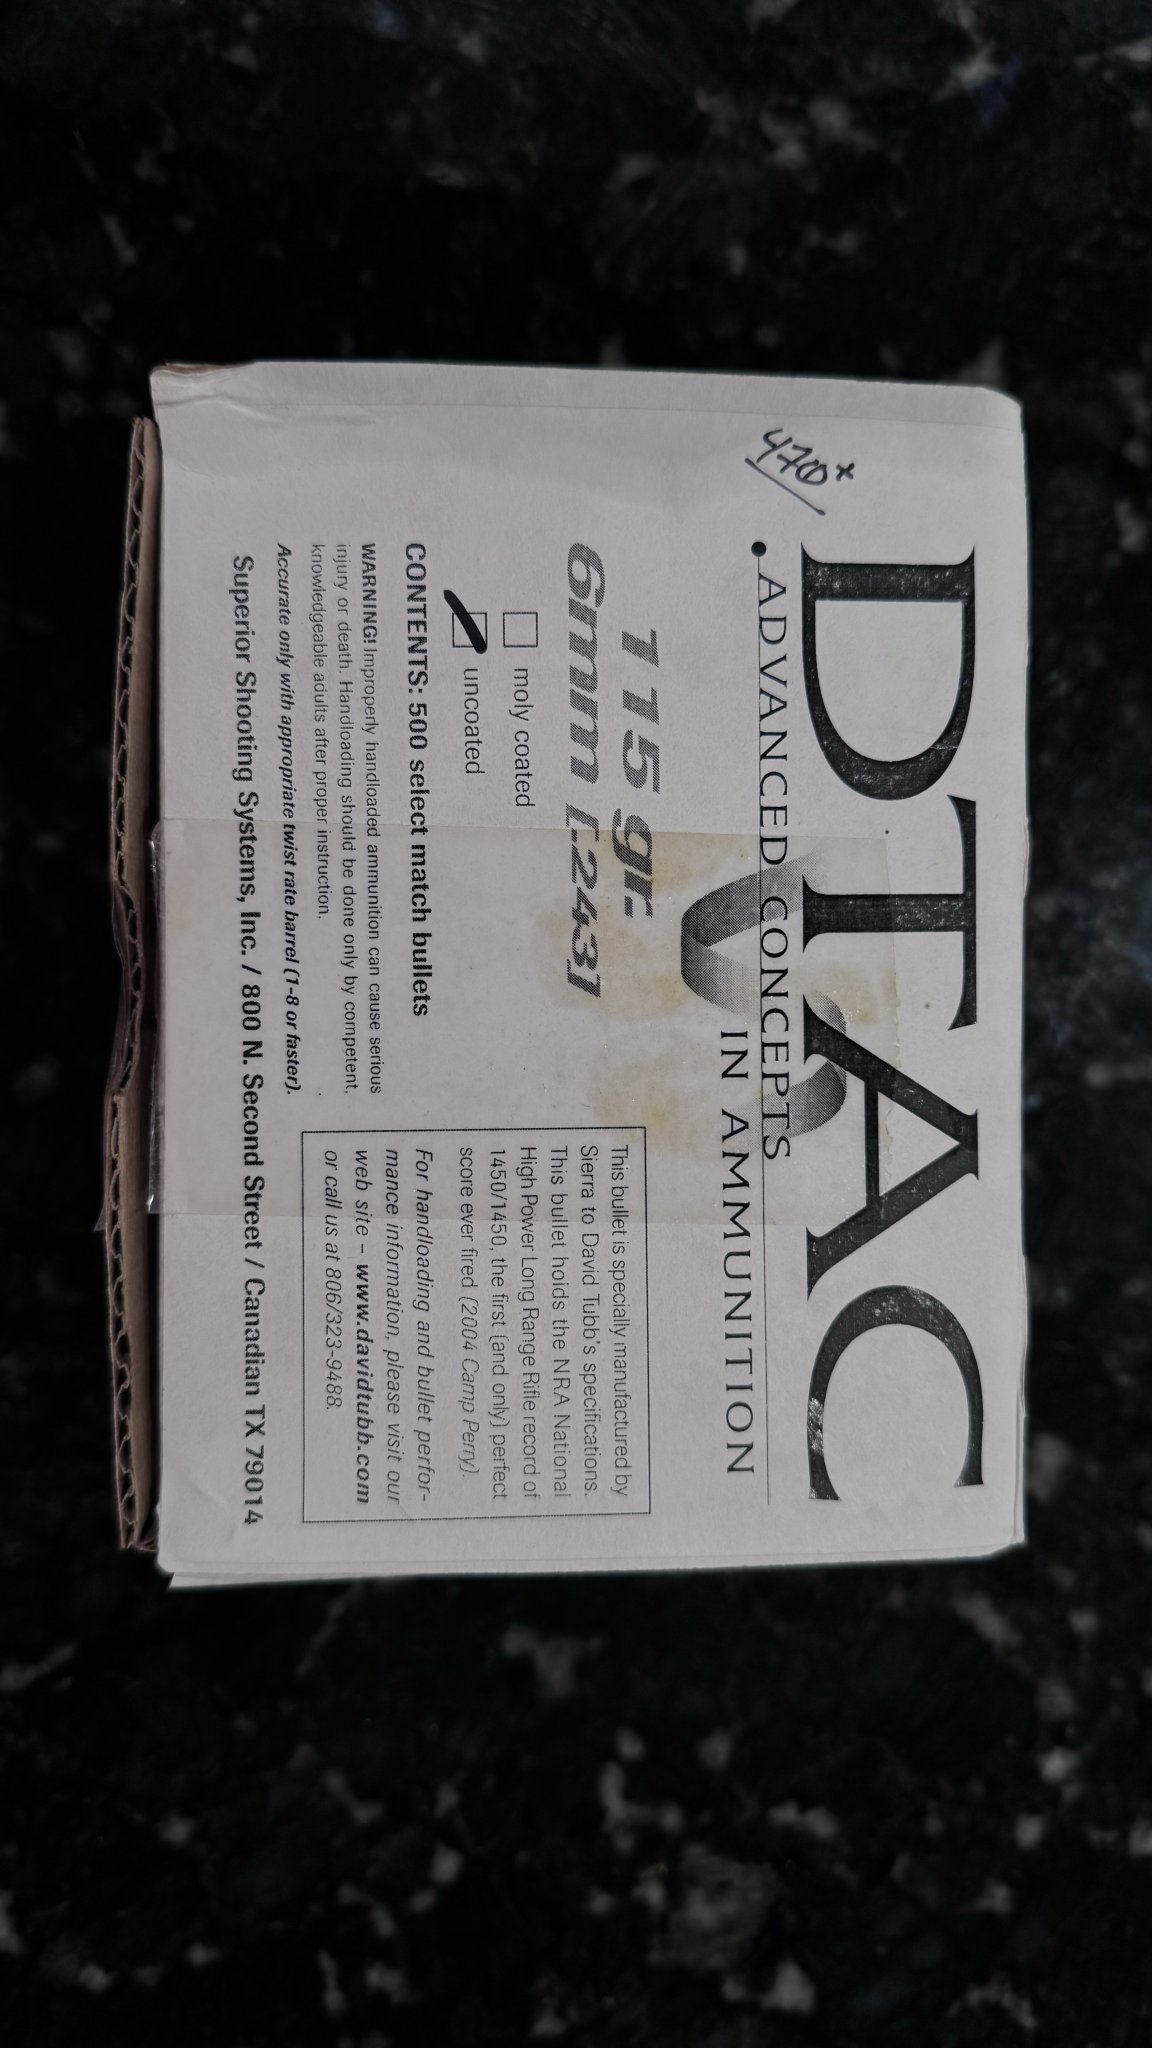 470*
DTAC
ADVANCED CONCEPTS
IN AMMUNITION
115 gr.
6mm [.243]
moly coated
uncoated
CONTENTS: 500 select match bullets
WARNING! Improperly handloaded ammunition can cause serious
injury or death. Handloading should be done only by competent,
knowledgeable adults after proper instruction.
Accurate only with appropriate twist rate barrel (1-8 or faster).
This bullet is specially manufactured by
Sierra to David Tubb's specifications.
This bullet holds the NRA National
High Power Long Range Rifle record of
1450/1450, the first (and only) perfect
score ever fired (2004 Camp Perry).
For handloading and bullet perfor-
mance information, please visit our
web site – www.davidtubb.com
or call us at 806/323-9488.
Superior Shooting Systems, Inc. / 800 N. Second Street / Canadian TX 79014